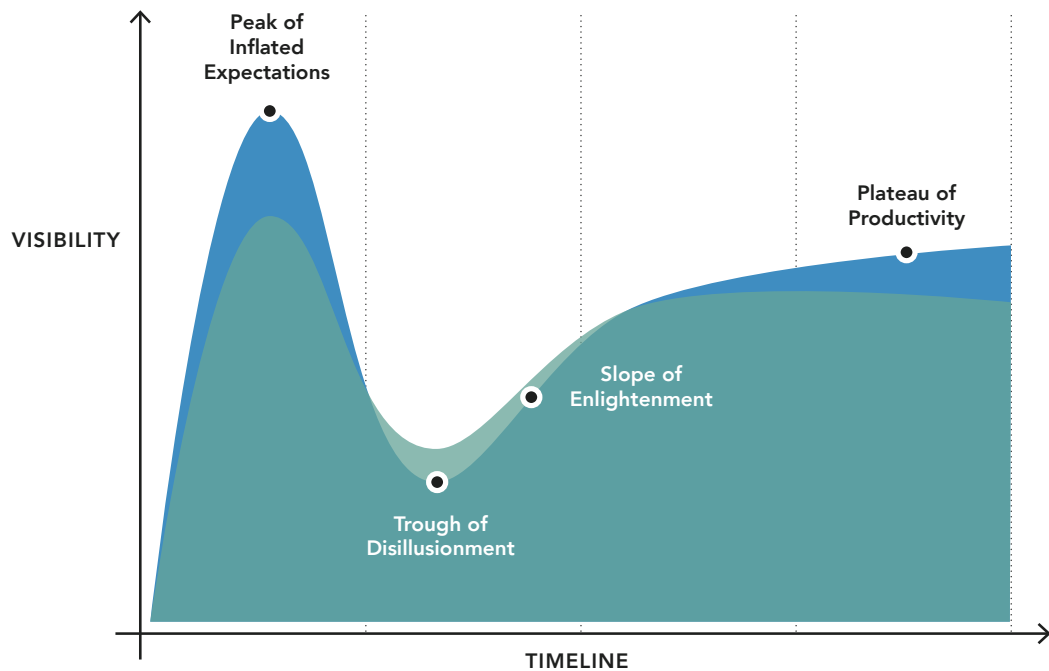 Peak of
Inflated
Expectations
Plateau of
Productivity
VISIBILITY
Slope of
Enlightenment
Trough of
Disillusionment
TIMELINE